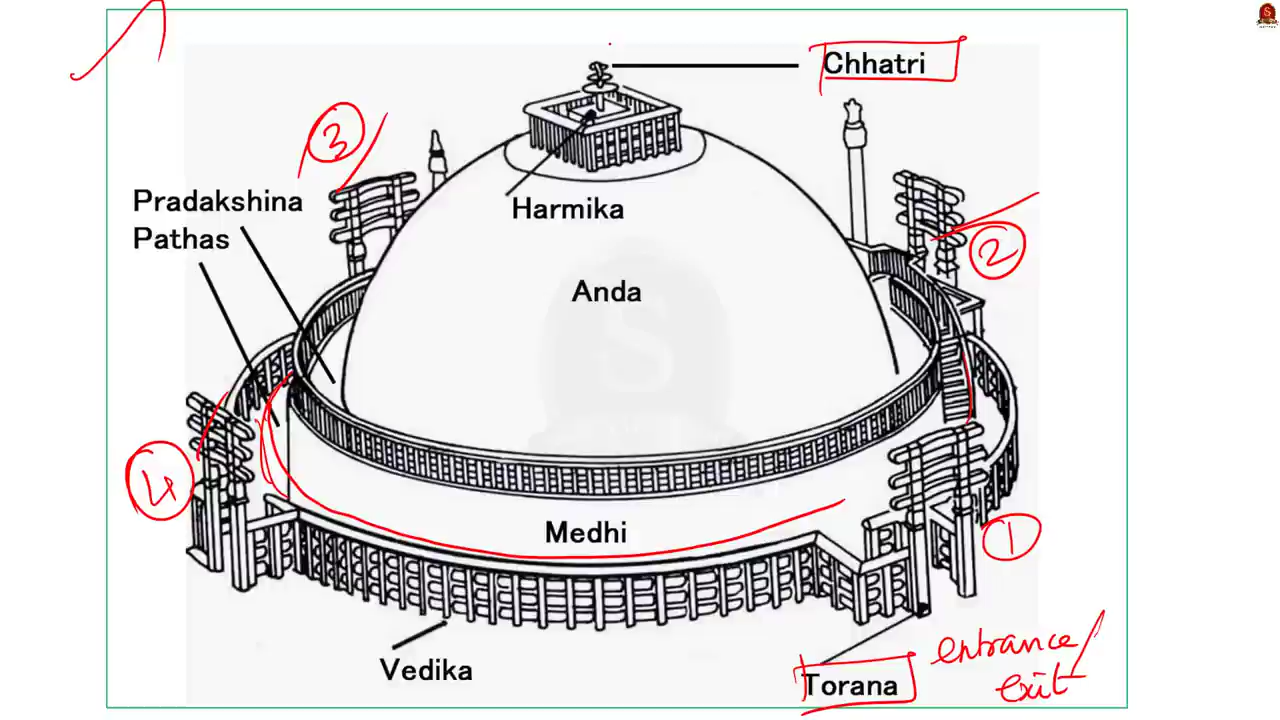 Chhatri
3
Pradakshina
Pathas
Harmika
2
Anda
4
Medhi
1
Vedika
entrance/
exit
Torana